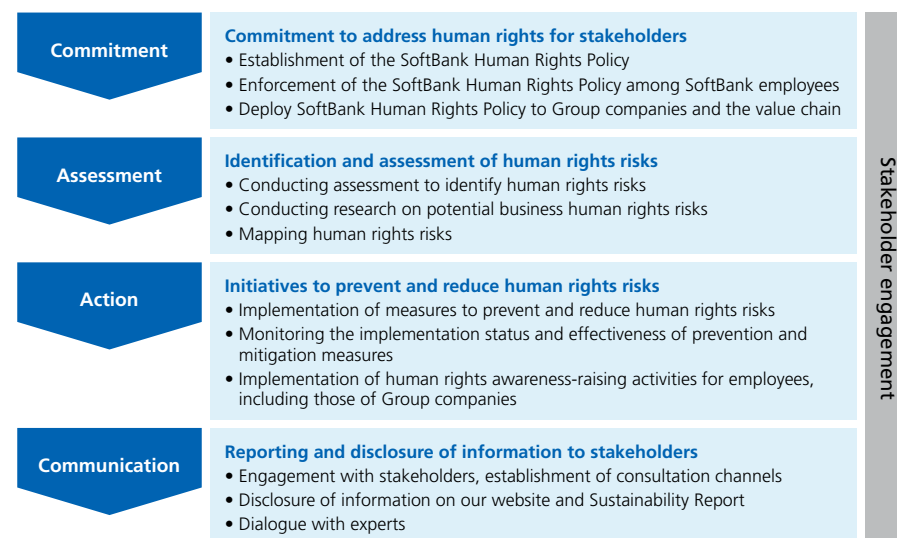 Commitment
Commitment to address human rights for stakeholders
• Establishment of the SoftBank Human Rights Policy
• Enforcement of the SoftBank Human Rights Policy among SoftBank employees
• Deploy SoftBank Human Rights Policy to Group companies and the value chain
Assessment
Identification and assessment of human rights risks
• Conducting assessment to identify human rights risks
• Conducting research on potential business human rights risks
• Mapping human rights risks
Action
Initiatives to prevent and reduce human rights risks
• Implementation of measures to prevent and reduce human rights risks
• Monitoring the implementation status and effectiveness of prevention and
mitigation measures
• Implementation of human rights awareness-raising activities for employees,
including those of Group companies
Communication
Reporting and disclosure of information to stakeholders
• Engagement with stakeholders, establishment of consultation channels
• Disclosure of information on our website and Sustainability Report
• Dialogue with experts
Stakeholder engagement